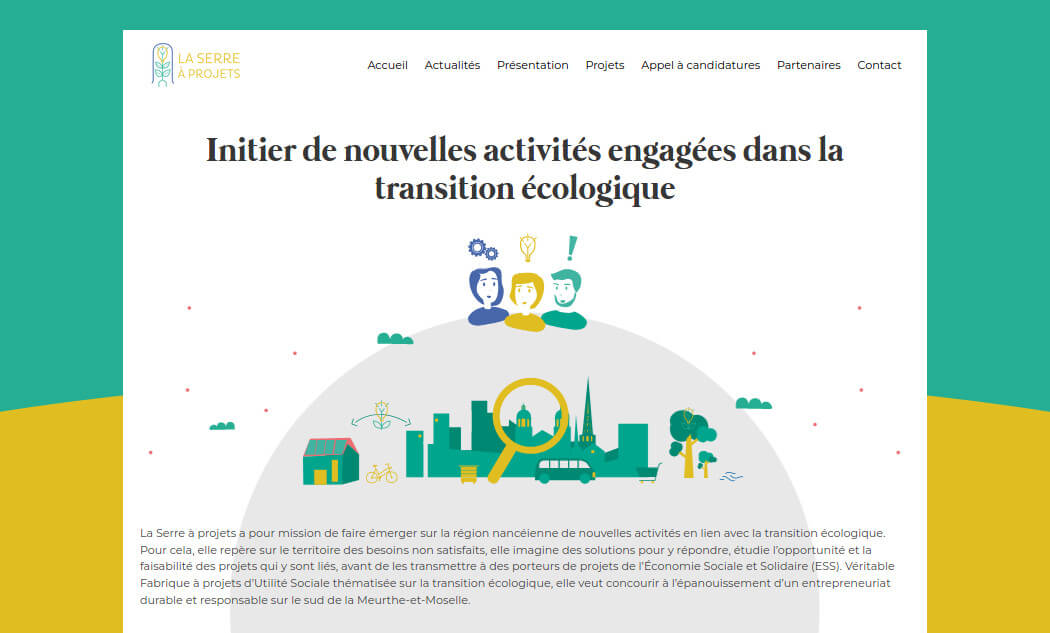 LA SERRE
À PROJETS
Accueil Actualités Présentation Projets Appel à candidatures Partenaires Contact
Initier de nouvelles activités engagées dans la
transition écologique
La Serre à projets a pour mission de faire émerger sur la région nancéienne de nouvelles activités en lien avec la transition écologique.
Pour cela, elle repère sur le territoire des besoins non satisfaits, elle imagine des solutions pour y répondre, étudie l’opportunité et la
faisabilité des projets qui y sont liés, avant de les transmettre à des porteurs de projets de l’Économie Sociale et Solidaire (ESS). Véritable
Fabrique à projets d’Utilité Sociale thématisée sur la transition écologique, elle veut concourir à l’épanouissement d’un entrepreneuriat
durable et responsable sur le sud de la Meurthe-et-Moselle.